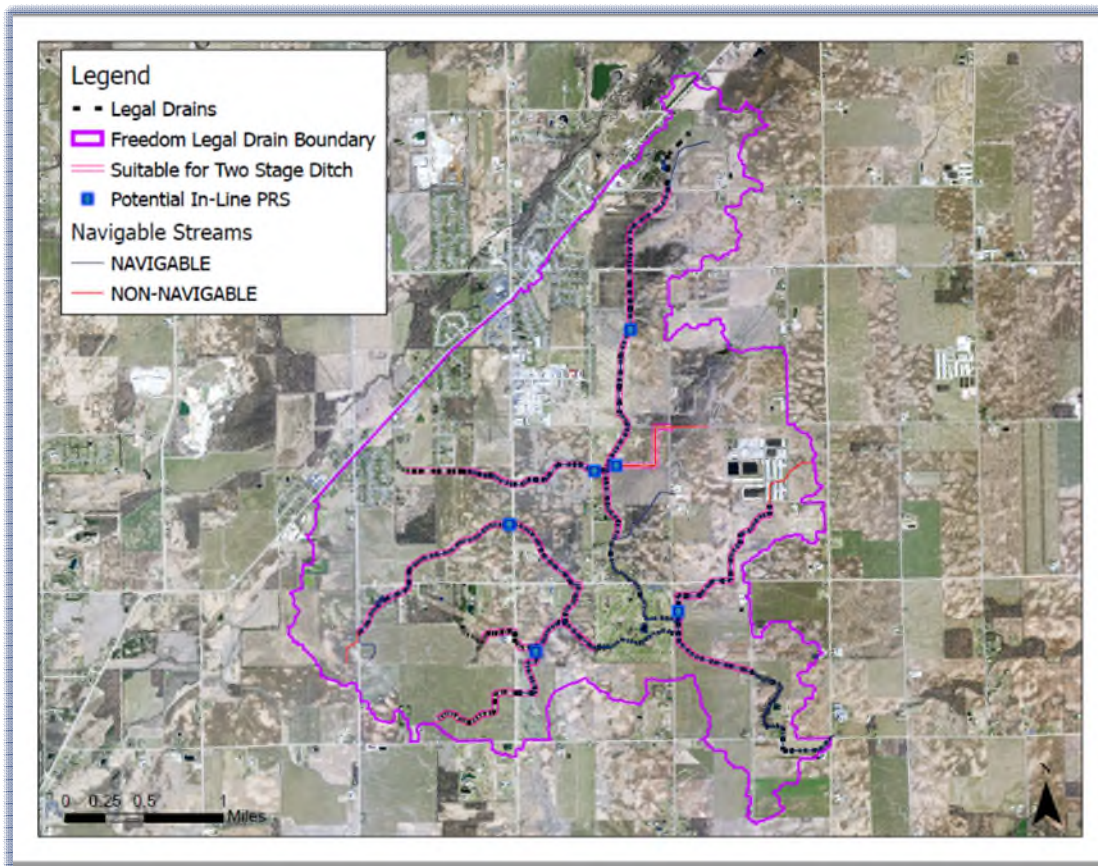 Legend
Legal Drains
Freedom Legal Drain Boundary
Suitable for Two Stage Ditch
Potential In-Line PRS
Navigable Streams
NAVIGABLE
NON-NAVIGABLE
0 0.25 0.5 1
Miles
N